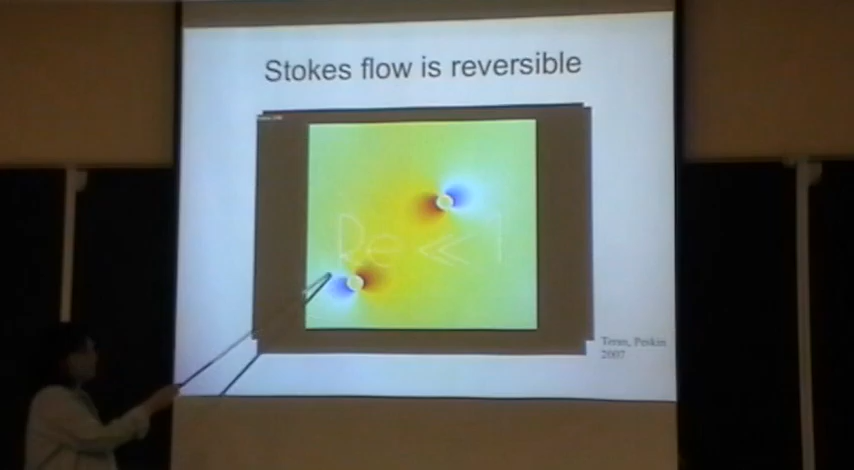 Stokes flow is reversible
Re ≪ 1
Teran, Peskin
2007